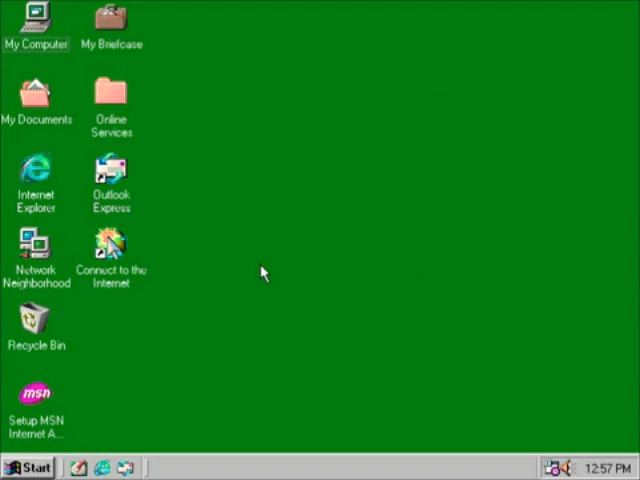 My Computer
My Briefcase
My Documents
Online
Services
Internet
Explorer
Outlook
Express
Network
Neighborhood
Connect to the
Internet
Recycle Bin
msn
Setup MSN
Internet A...
Start
12:57 PM